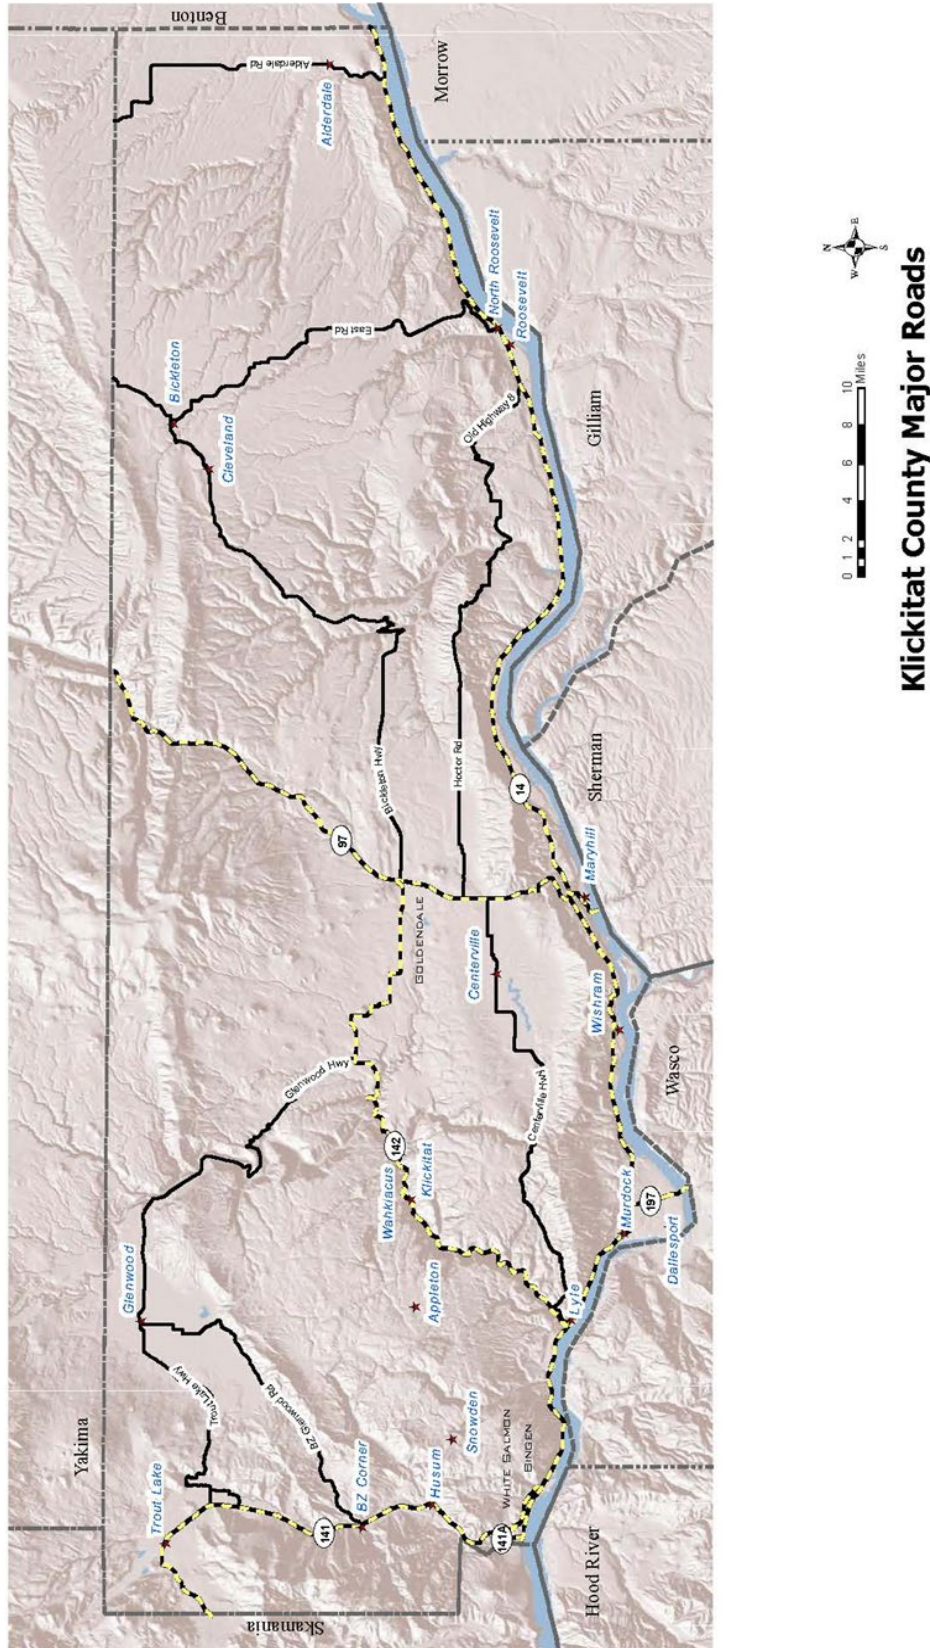 Yakima
Benton
Skamania
Trout Lake
Glenwood
Bickleton
Cleveland
Alderdale
Alderdale Rd
Trout Lake Hwy
BZ Glenwood Rd
Glenwood Hwy
East Rd
97
141
BZ Corner
Husum
Snowden
Appleton
142
Wahkiacus
Klickitat
Bickleton Hwy
GOLDENDALE
Hoctor Rd
Old Highway 8
Centerville
Centerville Hwy
WHITE SALMON
BINGEN
141A
Lyle
Murdock
197
Dallesport
Wishram
Maryhill
14
North Roosevelt
Roosevelt
Morrow
Gilliam
Sherman
Wasco
Hood River
N
W E
S
0 1 2 4 6 8 10
Miles
Klickitat County Major Roads